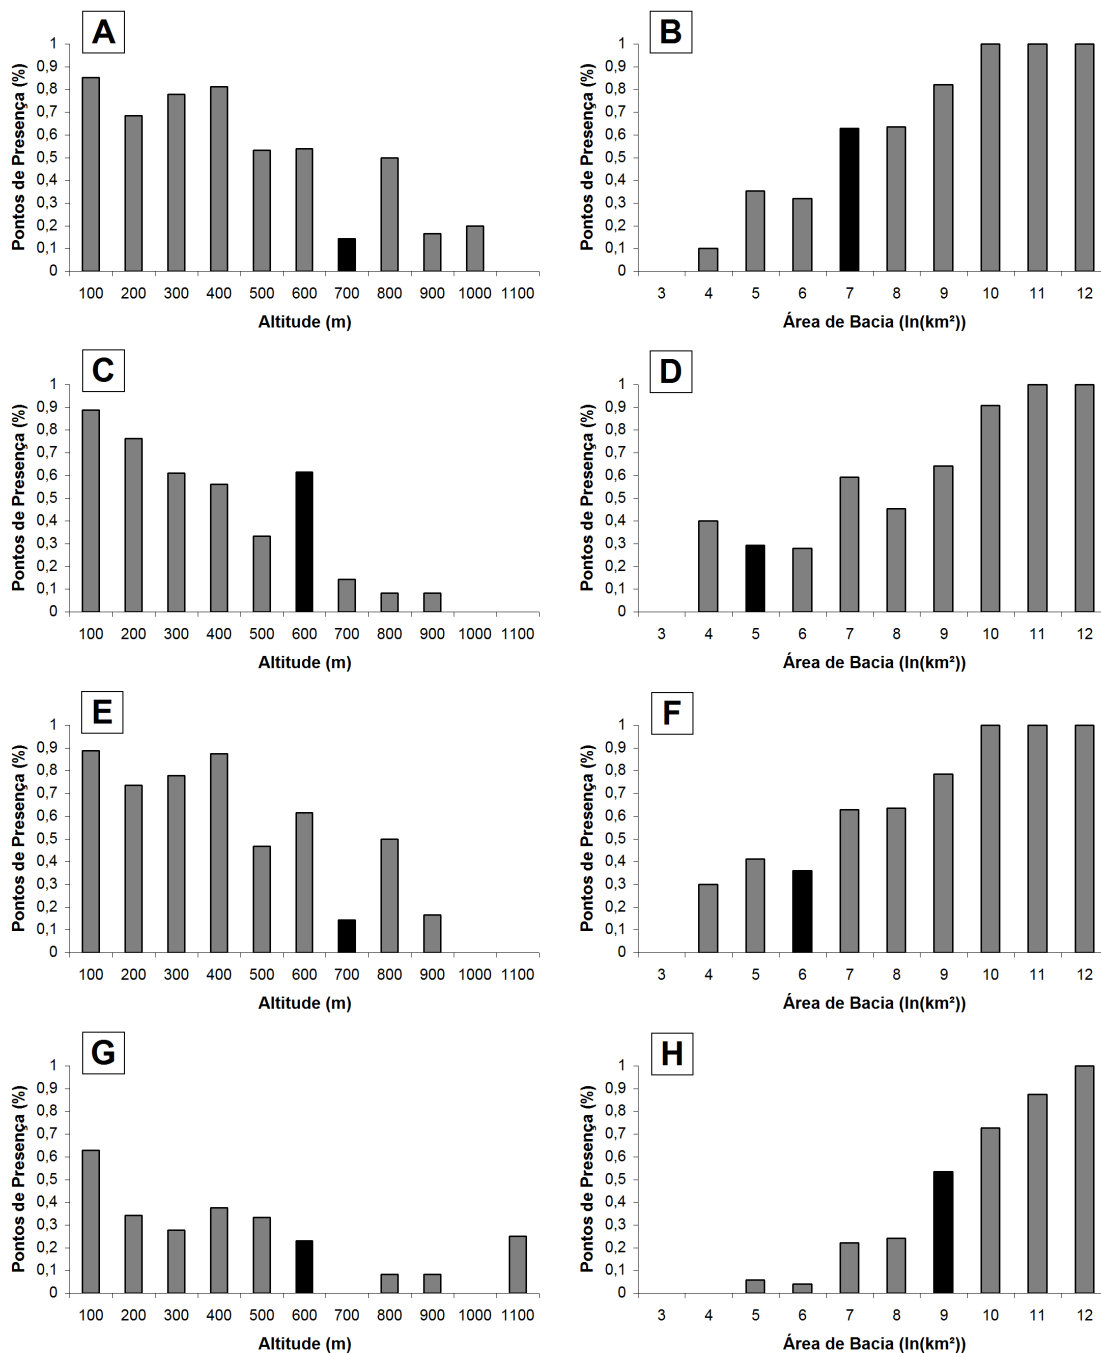 A
Pontos de Presença (%)
1
0,9
0,8
0,7
0,6
0,5
0,4
0,3
0,2
0,1
0
100 200 300 400 500 600 700 800 900 1000 1100
Altitude (m)
B
Pontos de Presença (%)
1
0,9
0,8
0,7
0,6
0,5
0,4
0,3
0,2
0,1
0
3 4 5 6 7 8 9 10 11 12
Área de Bacia (ln(km²))
C
Pontos de Presença (%)
1
0,9
0,8
0,7
0,6
0,5
0,4
0,3
0,2
0,1
0
100 200 300 400 500 600 700 800 900 1000 1100
Altitude (m)
D
Pontos de Presença (%)
1
0,9
0,8
0,7
0,6
0,5
0,4
0,3
0,2
0,1
0
3 4 5 6 7 8 9 10 11 12
Área de Bacia (ln(km²))
E
Pontos de Presença (%)
1
0,9
0,8
0,7
0,6
0,5
0,4
0,3
0,2
0,1
0
100 200 300 400 500 600 700 800 900 1000 1100
Altitude (m)
F
Pontos de Presença (%)
1
0,9
0,8
0,7
0,6
0,5
0,4
0,3
0,2
0,1
0
3 4 5 6 7 8 9 10 11 12
Área de Bacia (ln(km²))
G
Pontos de Presença (%)
1
0,9
0,8
0,7
0,6
0,5
0,4
0,3
0,2
0,1
0
100 200 300 400 500 600 700 800 900 1000 1100
Altitude (m)
H
Pontos de Presença (%)
1
0,9
0,8
0,7
0,6
0,5
0,4
0,3
0,2
0,1
0
3 4 5 6 7 8 9 10 11 12
Área de Bacia (ln(km²))